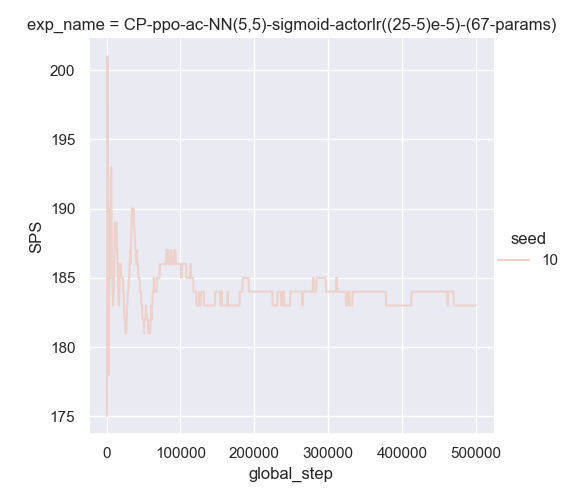 exp_name = CP-ppo-ac-NN(5,5)-sigmoid-actorlr((25-5)e-5)-(67-params)
200
195
190
185
180
175
SPS
seed
10
0 100000 200000 300000 400000 500000
global_step